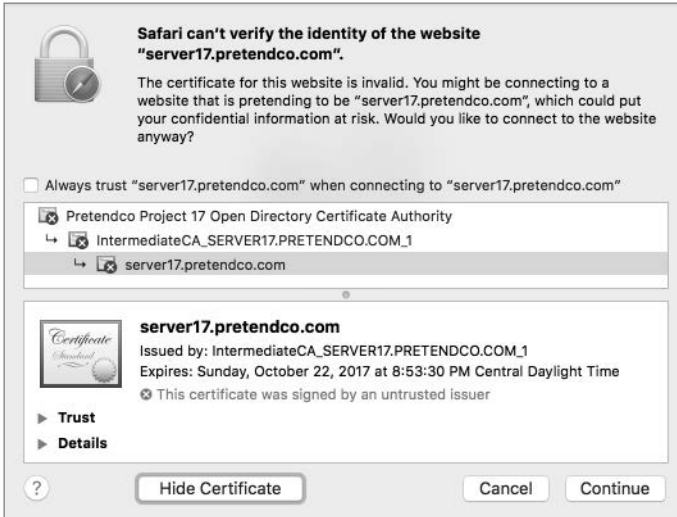 Safari can't verify the identity of the website
"server17.pretendco.com".
The certificate for this website is invalid. You might be connecting to a
website that is pretending to be "server17.pretendco.com", which could put
your confidential information at risk. Would you like to connect to the website
anyway?
Always trust "server17.pretendco.com" when connecting to "server17.pretendco.com"
Pretendco Project 17 Open Directory Certificate Authority
IntermediateCA_SERVER17.PRETENDCO.COM_1
server17.pretendco.com
Certificate
Standard
server17.pretendco.com
Issued by: IntermediateCA_SERVER17.PRETENDCO.COM_1
Expires: Sunday, October 22, 2017 at 8:53:30 PM Central Daylight Time
This certificate was signed by an untrusted issuer
Trust
Details
? Hide Certificate Cancel Continue